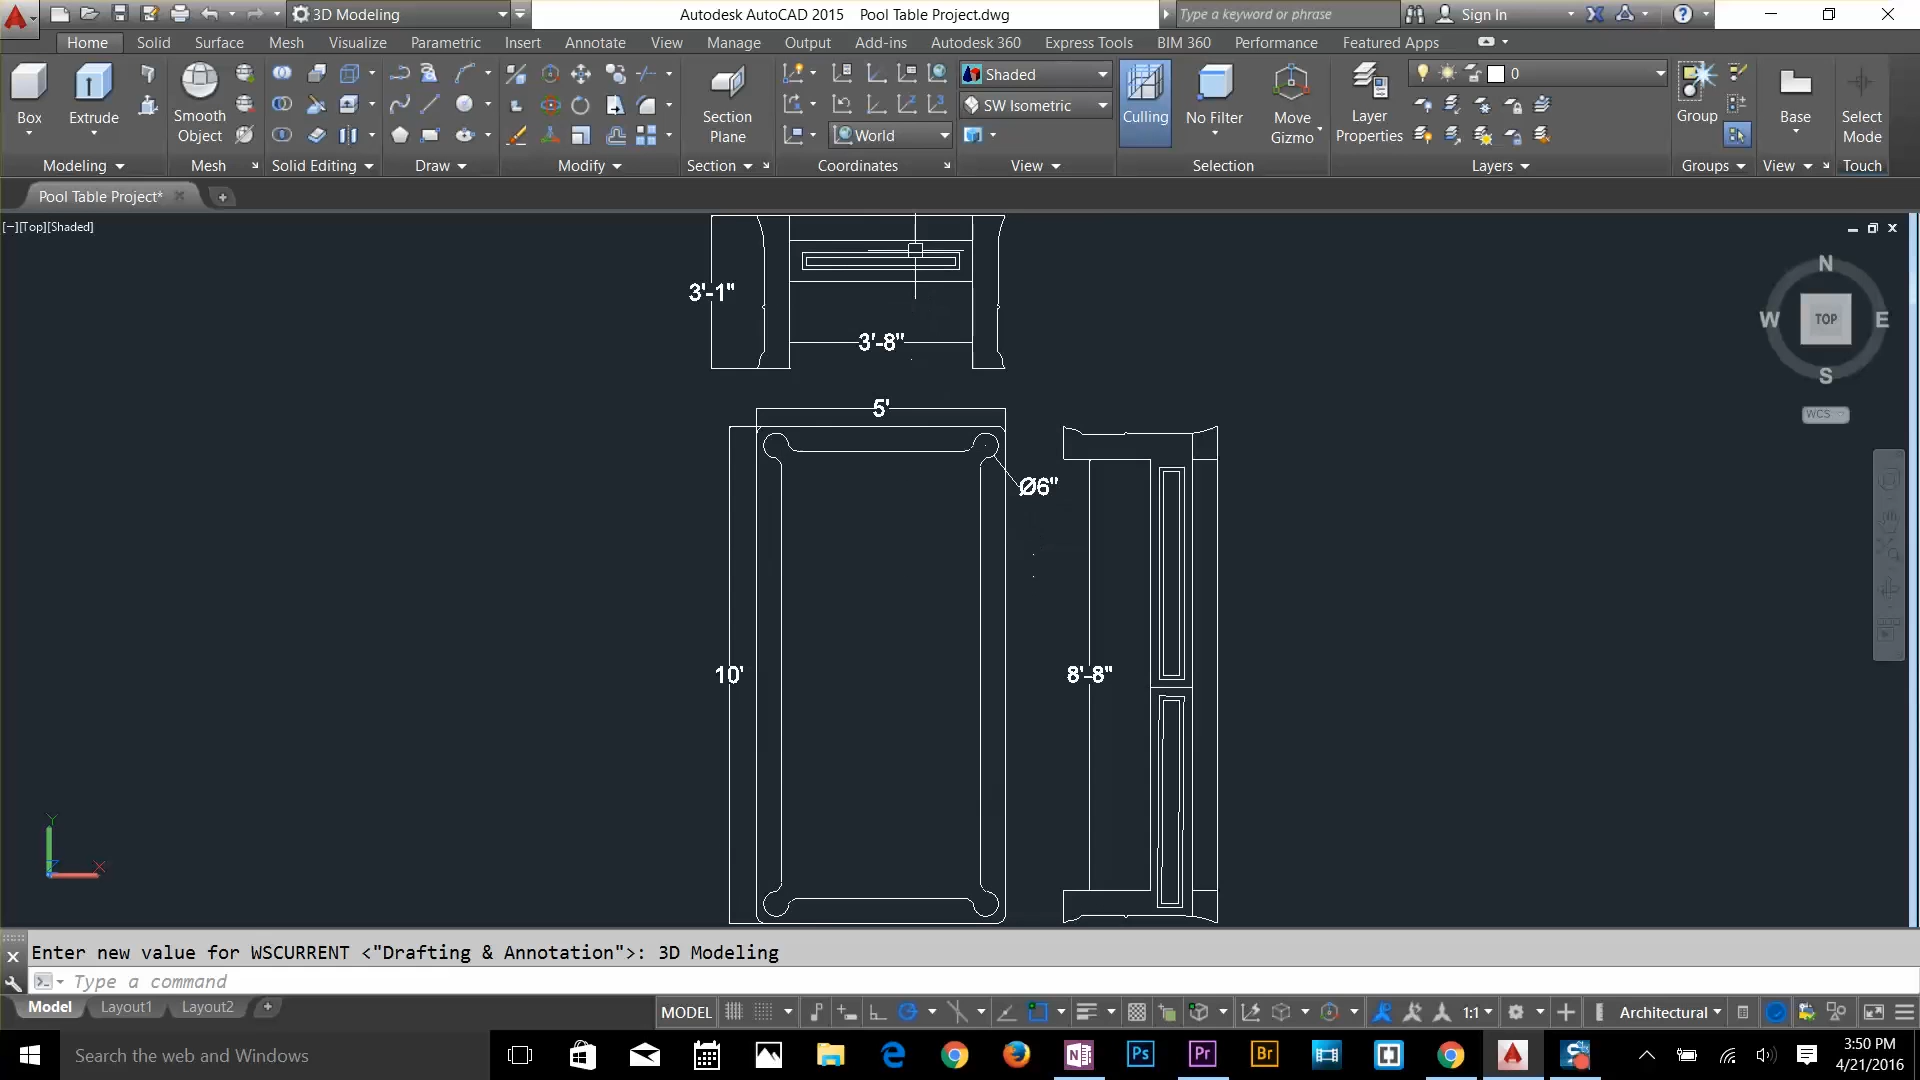 3D Modeling
Autodesk AutoCAD 2015 Pool Table Project.dwg
Type a keyword or phrase
Sign In
Home Solid Surface Mesh Visualize Parametric Insert Annotate View Manage Output Add-ins Autodesk 360 Express Tools BIM 360 Performance Featured Apps
Box
Extrude
Smooth
Object
Section
Plane
World
Shaded
SW Isometric
Culling
No Filter
Move
Gizmo
Layer
Properties
0
Group
Base
Select
Mode
Modeling Mesh Solid Editing Draw Modify Section Coordinates View Selection Layers Groups View Touch
Pool Table Project*
[−][Top][Shaded]
N
W TOP E
S
WCS
3'-1"
3'-8"
5'
Ø6"
10'
8'-8"
Y
Z
X
Enter new value for WSCURRENT <"Drafting & Annotation">: 3D Modeling
Type a command
Model Layout1 Layout2
MODEL
1:1
Architectural
Search the web and Windows
N
Ps
Pr
Br
3:50 PM
4/21/2016